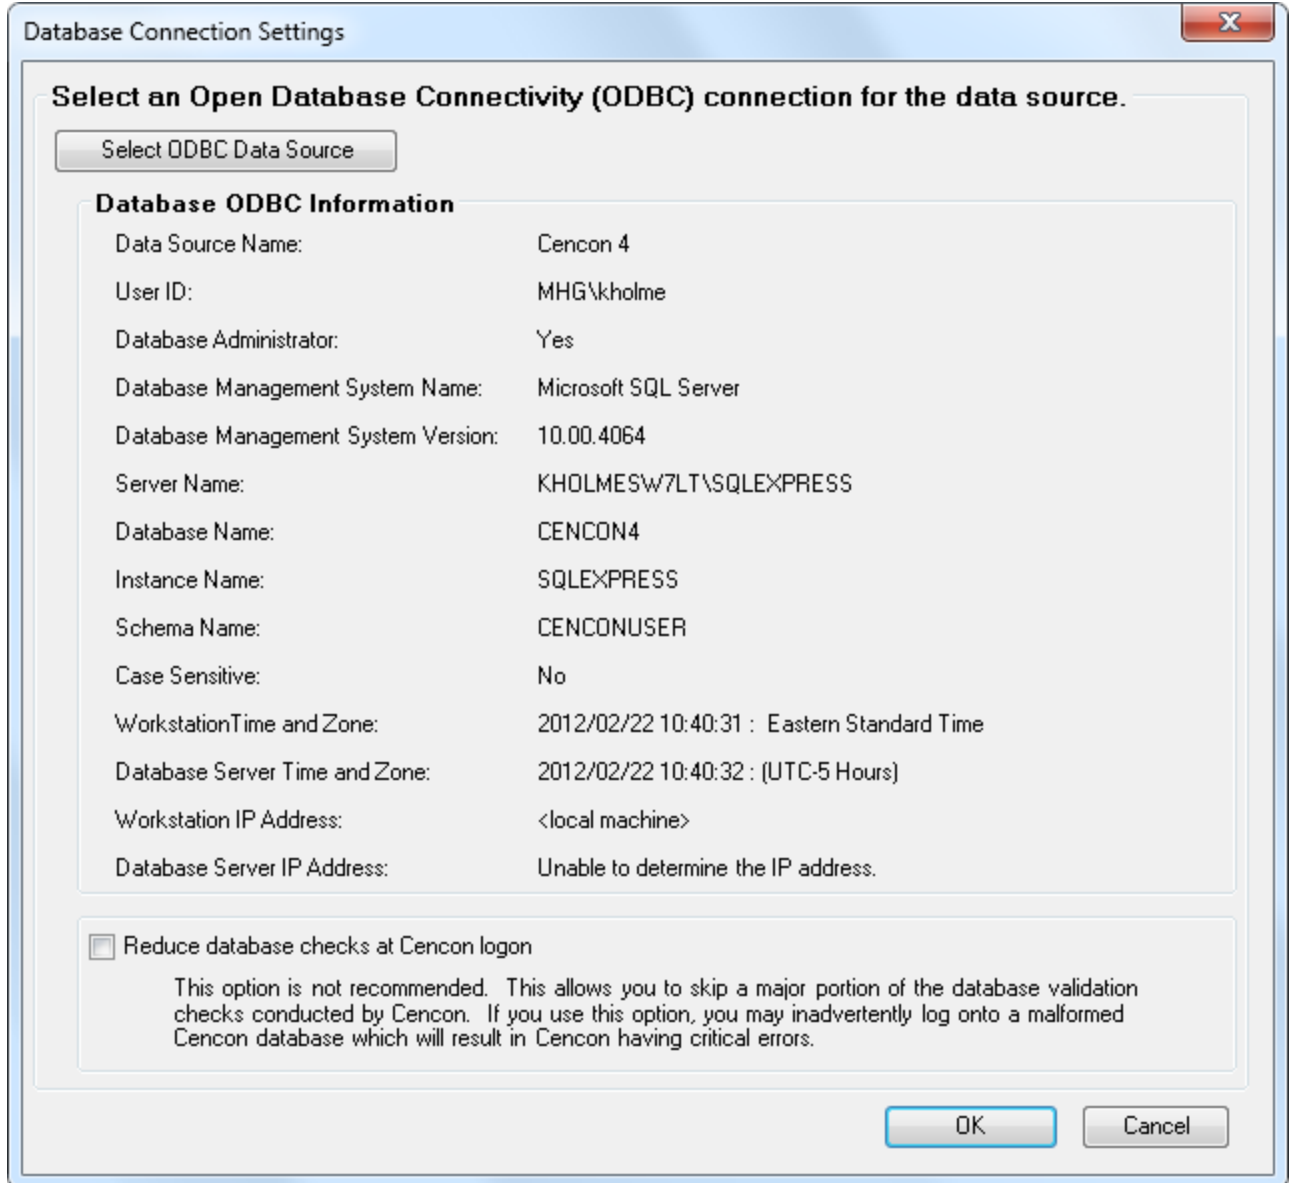 Database Connection Settings
X
Select an Open Database Connectivity (ODBC) connection for the data source.
Select ODBC Data Source
Database ODBC Information
Data Source Name: Cencon 4
User ID: MHG\kholme
Database Administrator: Yes
Database Management System Name: Microsoft SQL Server
Database Management System Version: 10.00.4064
Server Name: KHOLMESW7LT\SQLEXPRESS
Database Name: CENCON4
Instance Name: SQLEXPRESS
Schema Name: CENCONUSER
Case Sensitive: No
WorkstationTime and Zone: 2012/02/22 10:40:31 :  Eastern Standard Time
Database Server Time and Zone: 2012/02/22 10:40:32 : (UTC-5 Hours)
Workstation IP Address: <local machine>
Database Server IP Address: Unable to determine the IP address.
Reduce database checks at Cencon logon
This option is not recommended.  This allows you to skip a major portion of the database validation
checks conducted by Cencon.  If you use this option, you may inadvertently log onto a malformed
Cencon database which will result in Cencon having critical errors.
OK Cancel